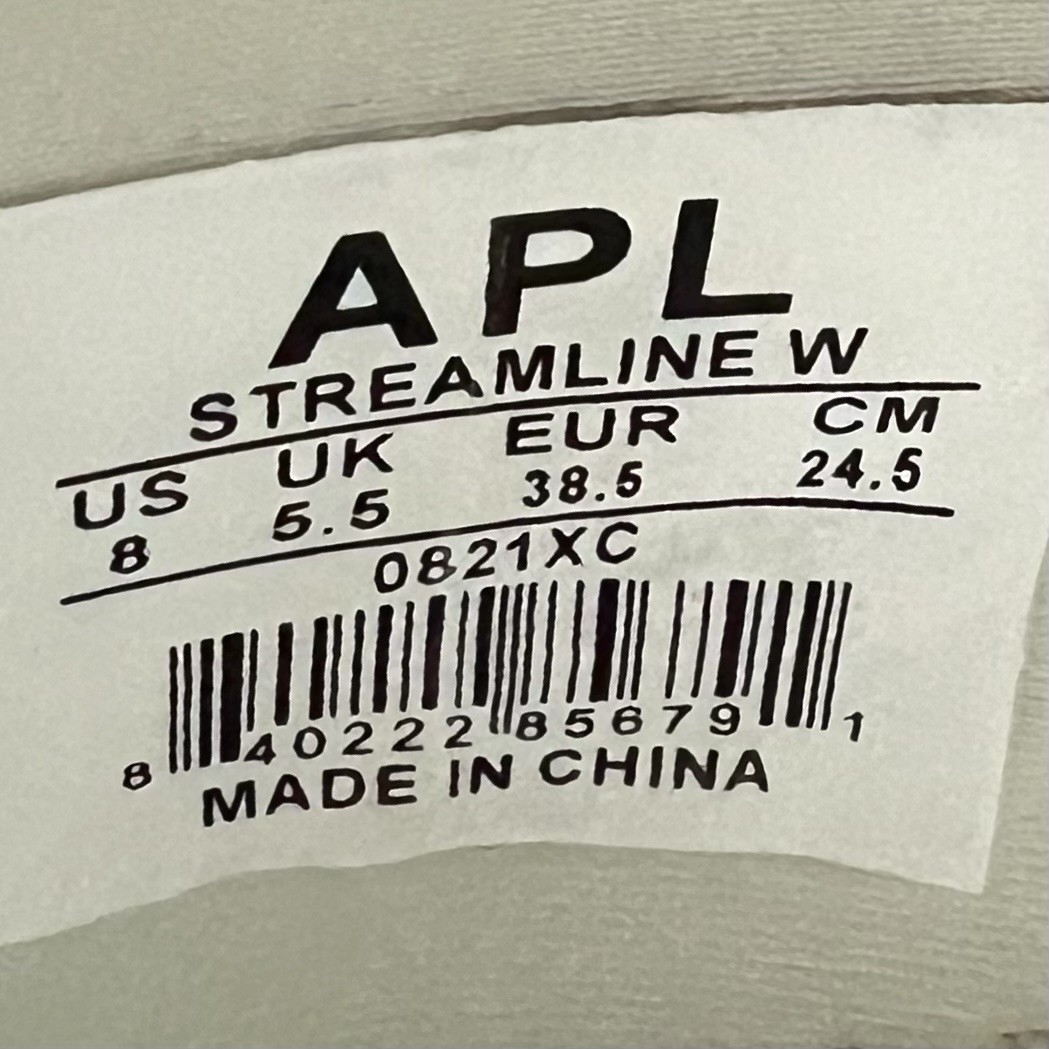 APL
STREAMLINE W
US UK EUR CM
8 5.5 38.5 24.5
0821XC
8 40222 85679 1
MADE IN CHINA